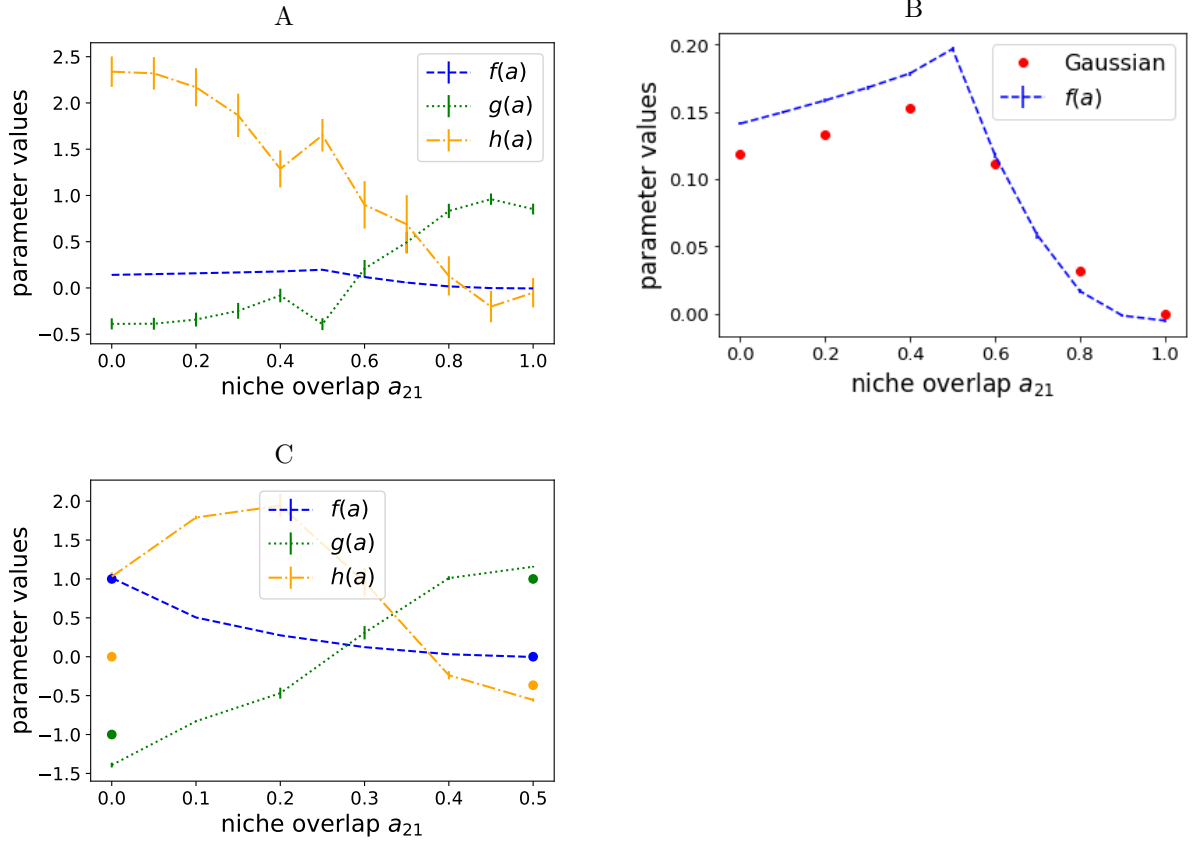 A
2.5
2.0
1.5
1.0
0.5
0.0
−0.5
parameter values
0.0 0.2 0.4 0.6 0.8 1.0
niche overlap a₂₁
f(a)
g(a)
h(a)
B
0.20
0.15
0.10
0.05
0.00
parameter values
0.0 0.2 0.4 0.6 0.8 1.0
niche overlap a₂₁
Gaussian
f(a)
C
2.0
1.5
1.0
0.5
0.0
−0.5
−1.0
−1.5
parameter values
0.0 0.1 0.2 0.3 0.4 0.5
niche overlap a₂₁
f(a)
g(a)
h(a)